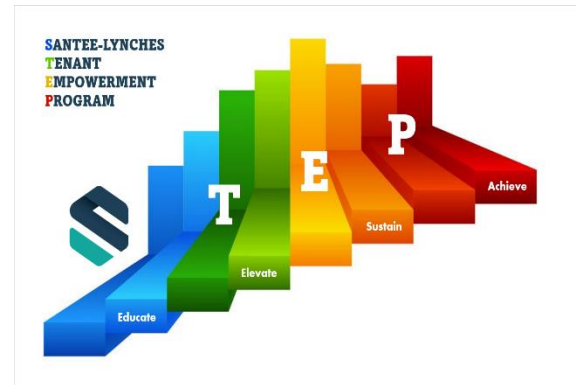 SANTEE-LYNCHES
TENANT
EMPOWERMENT
PROGRAM
S
T
E
P
Educate
Elevate
Sustain
Achieve